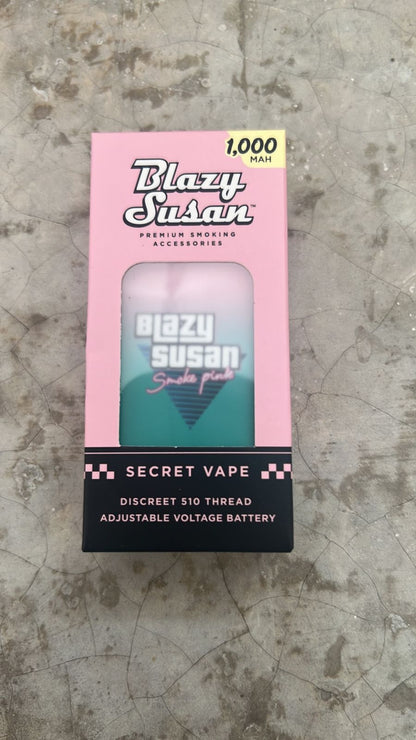 1,000
MAH
Blazy
Susan™
PREMIUM SMOKING
ACCESSORIES
BLazy
susan
Smoke pink
SECRET VAPE
DISCREET 510 THREAD
ADJUSTABLE VOLTAGE BATTERY